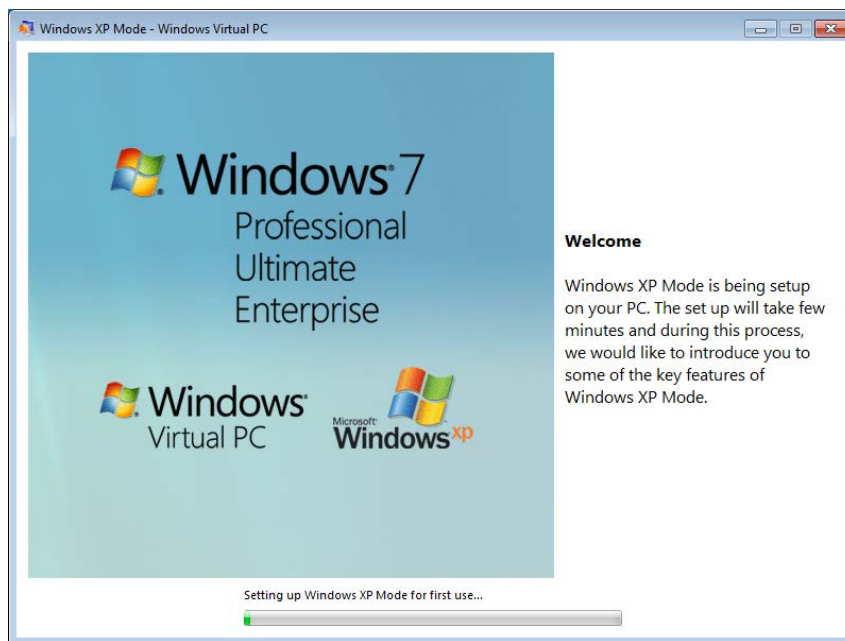 Windows XP Mode - Windows Virtual PC
Windows 7
Professional
Ultimate
Enterprise
Windows
Virtual PC
Microsoft
Windows xp
Welcome
Windows XP Mode is being setup
on your PC. The set up will take few
minutes and during this process,
we would like to introduce you to
some of the key features of
Windows XP Mode.
Setting up Windows XP Mode for first use...